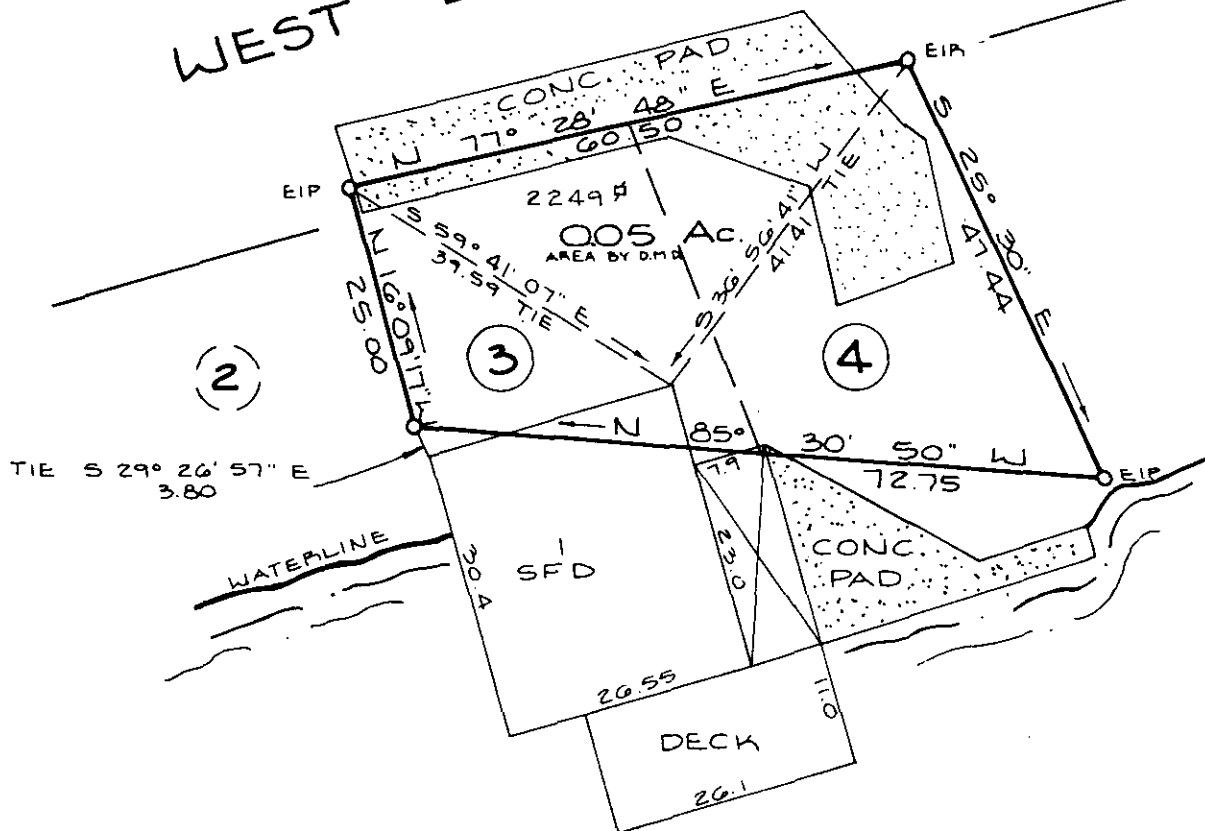 WEST
CONC. PAD
EIR
N 77° 28' 48" E
60.50
EIP
2249
0.05 Ac.
AREA BY D.M.D.
S 59° 41' 07" E
39.59 TIE
S 36° 56' 41" W
41.41 TIE
S 25° 30" E
47.44
N 16° 09' 17" W
25.00
2
3
4
N 85° 30' 50" W
72.75
EIP
TIE S 29° 26' 57" E
3.80
7.9
WATERLINE
30.4
1
SFD
23.0
CONC.
PAD
26.55
11.0
DECK
26.1